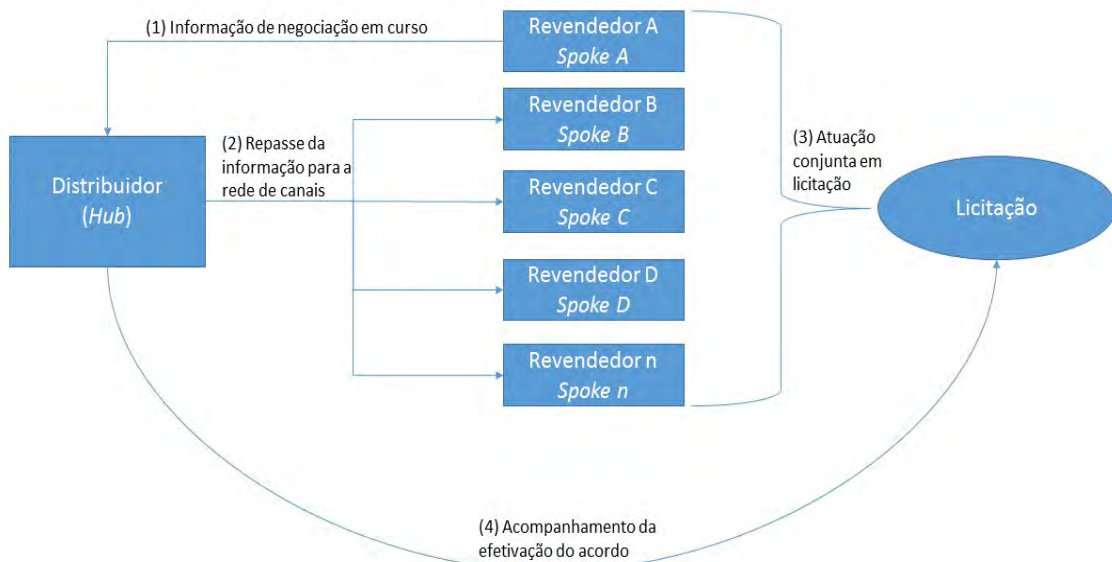 (1) Informação de negociação em curso
Revendedor A
Spoke A
Revendedor B
Spoke B
(2) Repasse da
informação para a
rede de canais
(3) Atuação
conjunta em
licitação
Distribuidor
(Hub)
Revendedor C
Spoke C
Licitação
Revendedor D
Spoke D
Revendedor n
Spoke n
(4) Acompanhamento da
efetivação do acordo